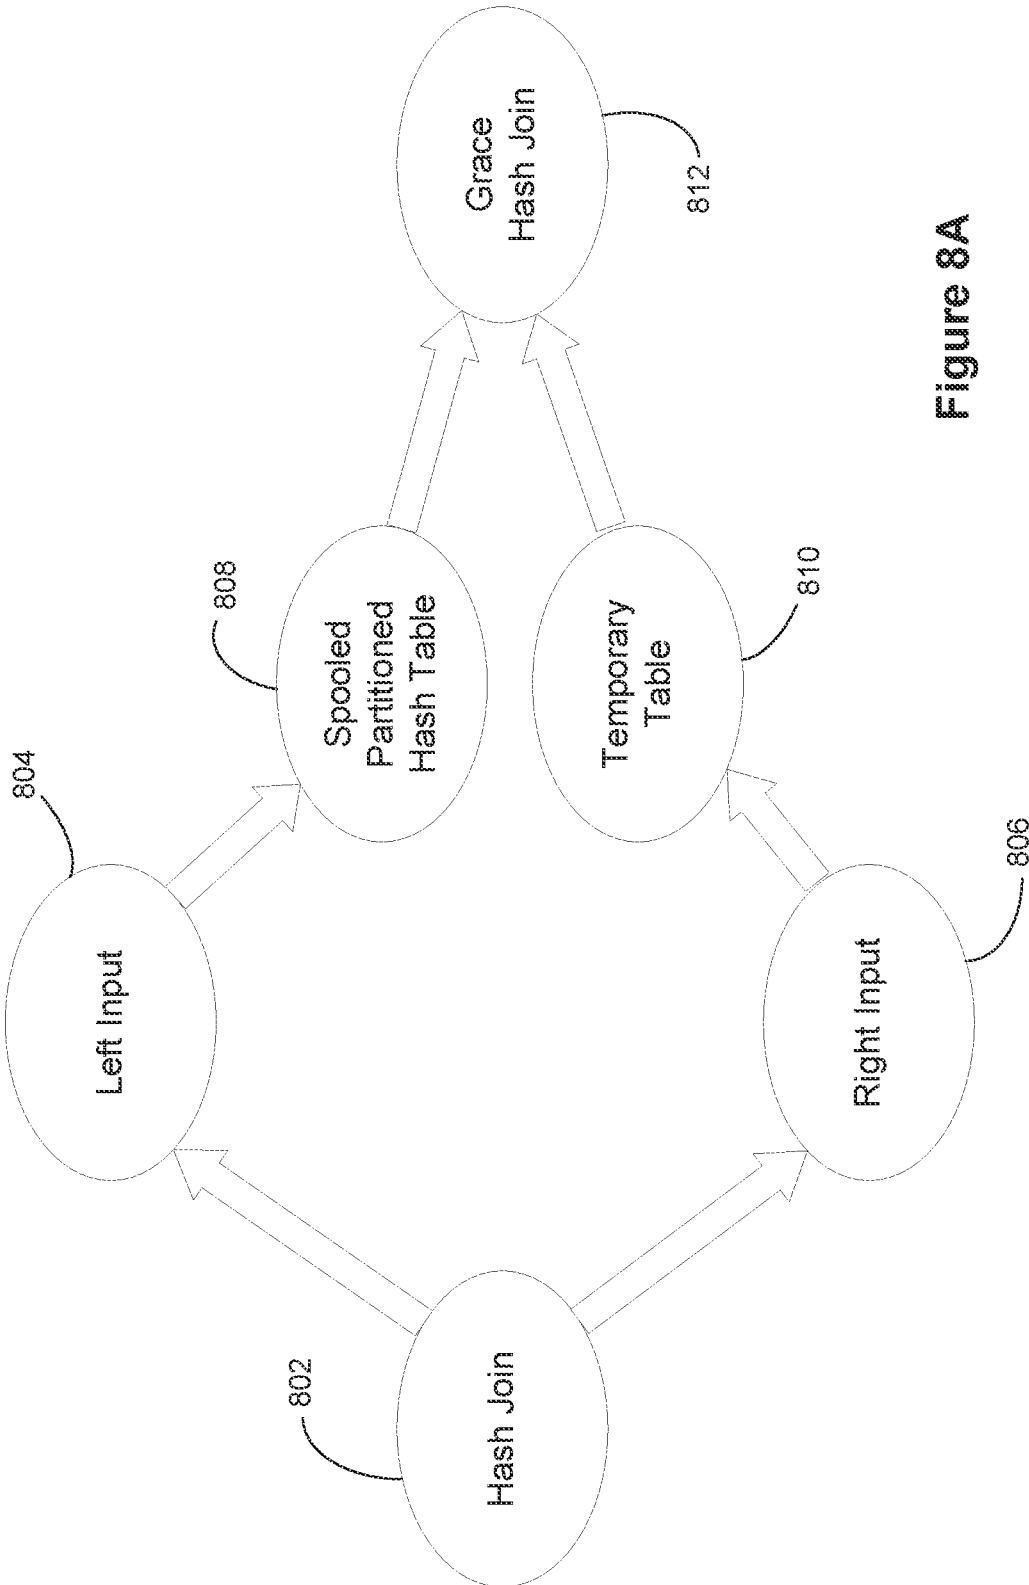 804
Left Input
808
Spooled
Partitioned
Hash Table
802
Hash Join
Grace
Hash Join
812
Temporary
Table
810
Right Input
806
Figure 8A